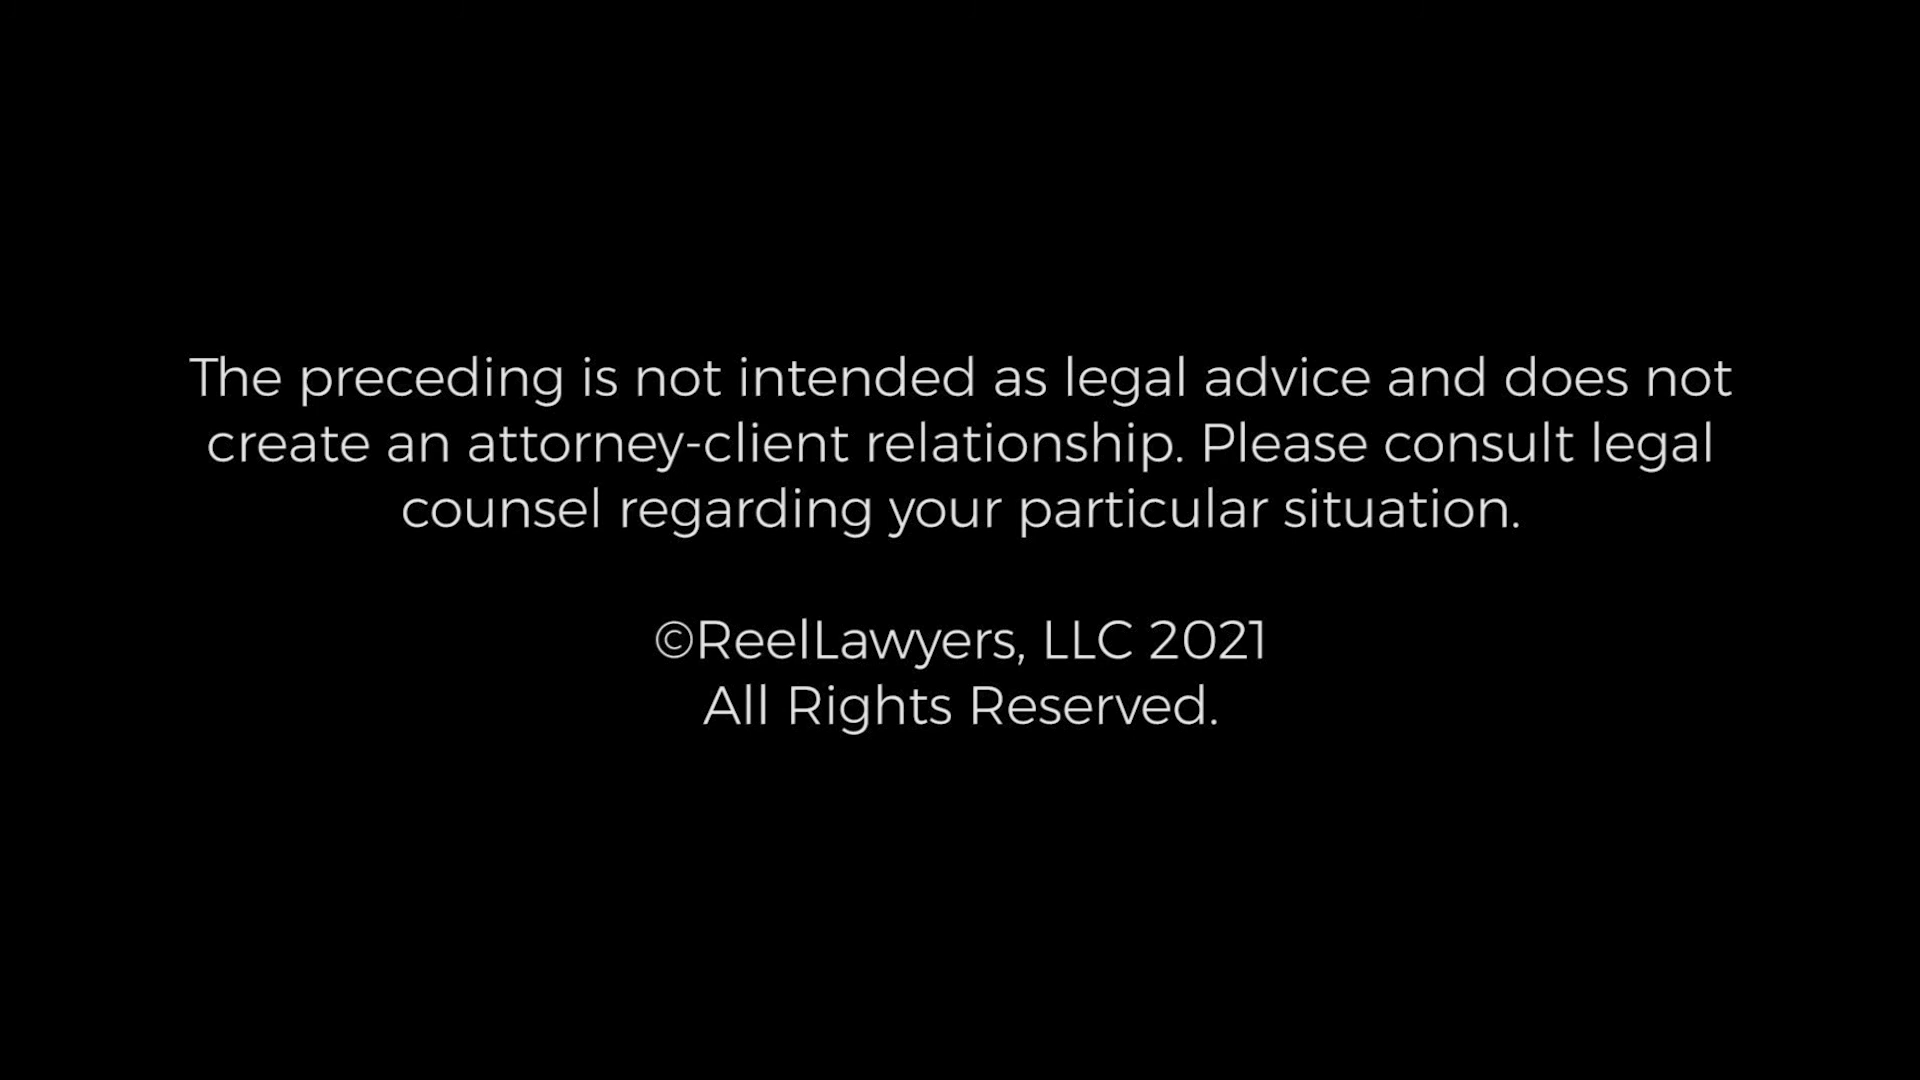 The preceding is not intended as legal advice and does not
create an attorney-client relationship. Please consult legal
counsel regarding your particular situation.
©ReelLawyers, LLC 2021
All Rights Reserved.